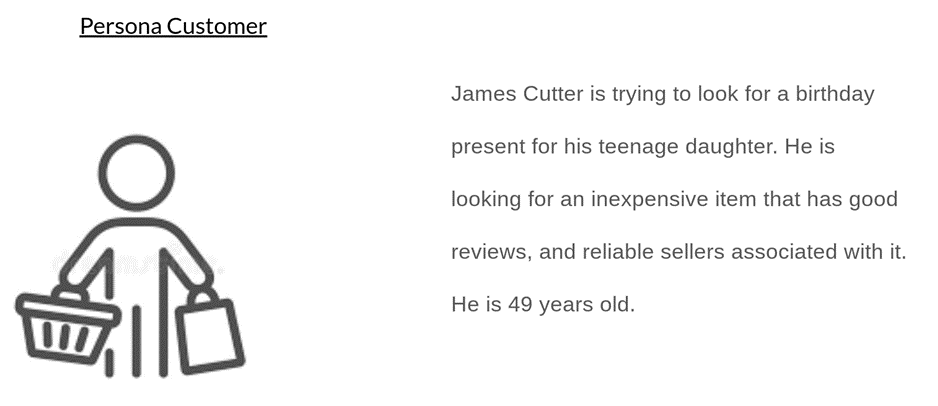 Persona Customer
James Cutter is trying to look for a birthday
present for his teenage daughter. He is
looking for an inexpensive item that has good
reviews, and reliable sellers associated with it.
He is 49 years old.